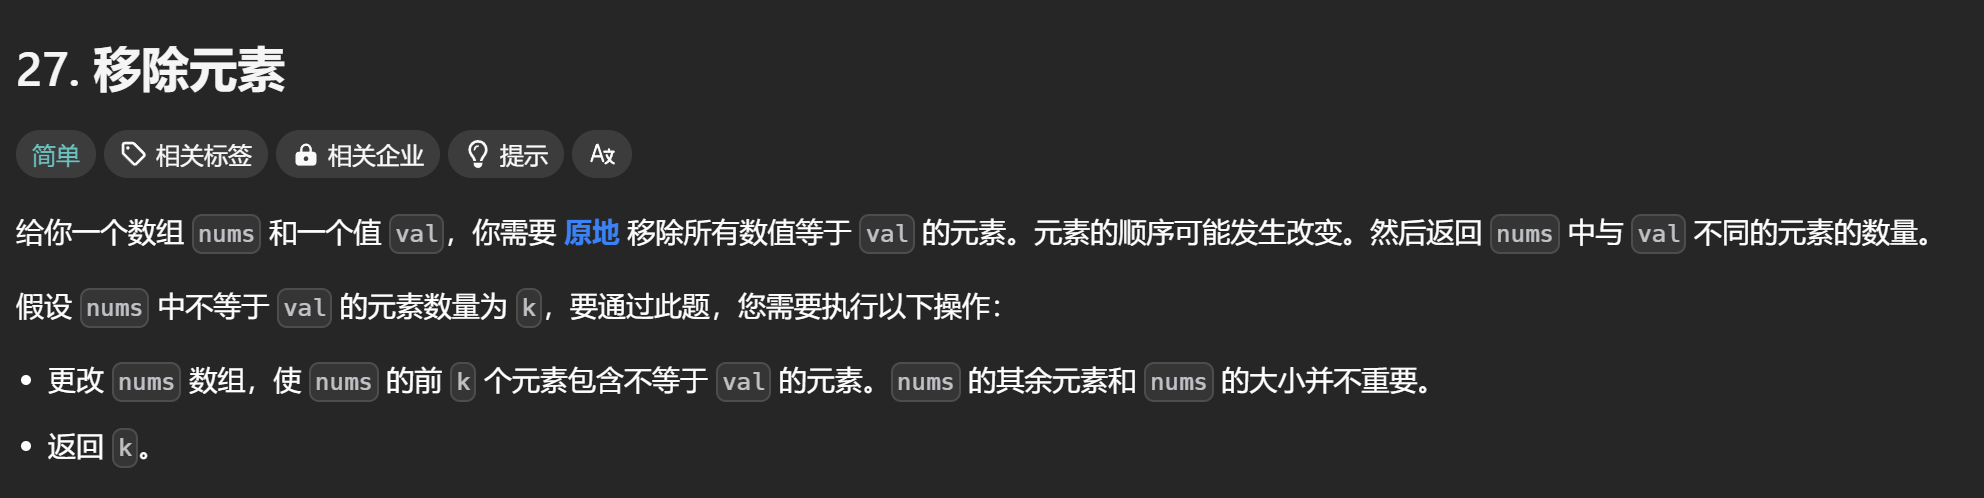 27. 移除元素
简单 相关标签 相关企业 提示 A文
给你一个数组 nums 和一个值 val，你需要 原地 移除所有数值等于 val 的元素。元素的顺序可能发生改变。然后返回 nums 中与 val 不同的元素的数量。
假设 nums 中不等于 val 的元素数量为 k，要通过此题，您需要执行以下操作：
• 更改 nums 数组，使 nums 的前 k 个元素包含不等于 val 的元素。nums 的其余元素和 nums 的大小并不重要。
• 返回 k。